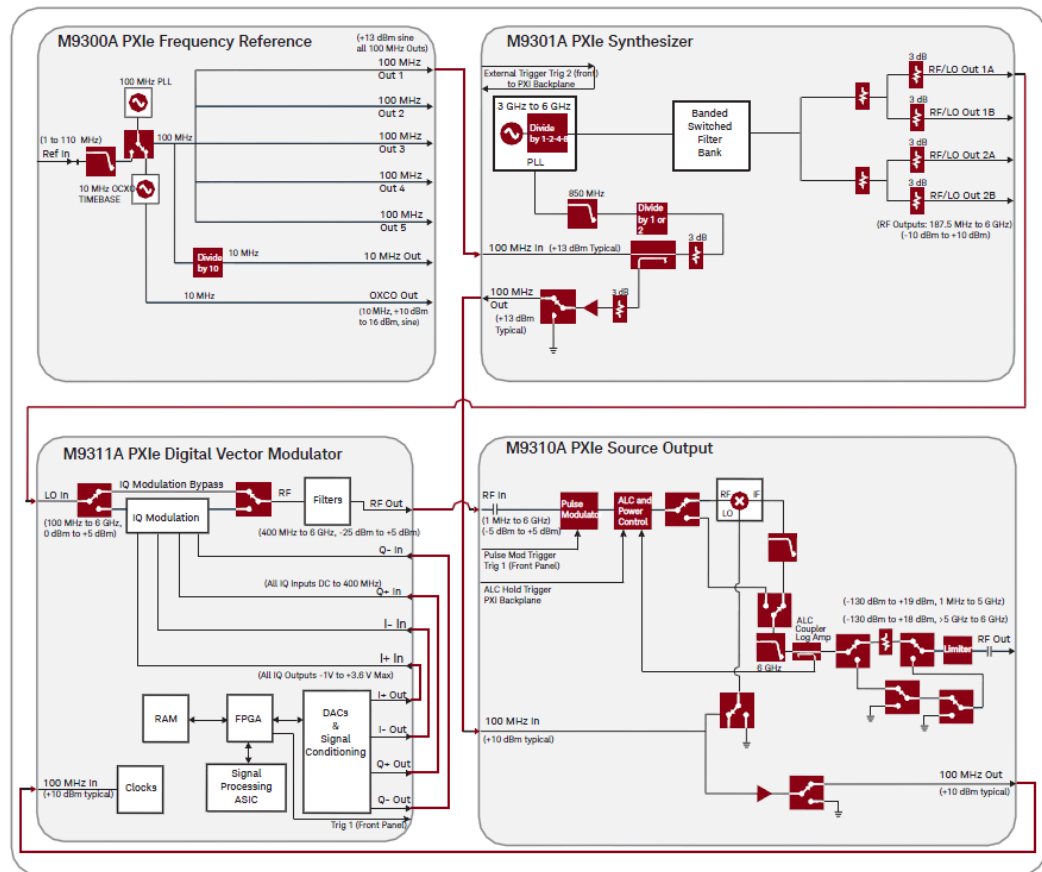 M9300A PXIe Frequency Reference
(+13 dBm sine
all 100 MHz Outs)
100 MHz
Out 1
100 MHz PLL
100 MHz
Out 2
(1 to 110 MHz)
Ref In
100 MHz
100 MHz
Out 3
10 MHz OCXO
TIMEBASE
100 MHz
Out 4
100 MHz
Out 5
Divide
by 10
10 MHz
10 MHz Out
10 MHz
OXCO Out
(10 MHz, +10 dBm
to 16 dBm, sine)
M9301A PXIe Synthesizer
External Trigger Trig 2 (front)
to PXI Backplane
3 GHz to 6 GHz
Divide
by 1-2-4-8
PLL
Banded
Switched
Filter
Bank
3 dB
RF/LO Out 1A
3 dB
RF/LO Out 1B
3 dB
RF/LO Out 2A
3 dB
RF/LO Out 2B
(RF Outputs: 187.5 MHz to 6 GHz)
(-10 dBm to +10 dBm)
850 MHz
Divide
by 1 or
2
100 MHz In (+13 dBm Typical)
3 dB
100 MHz
Out
(+13 dBm
Typical)
3 dB
M9311A PXIe Digital Vector Modulator
LO In
IQ Modulation Bypass
RF
Filters
RF Out
(100 MHz to 6 GHz,
0 dBm to +5 dBm)
IQ Modulation
(400 MHz to 6 GHz, -25 dBm to +5 dBm)
Q- In
(All IQ Inputs DC to 400 MHz)
Q+ In
I- In
I+ In
(All IQ Outputs -1V to +3.6 V Max)
I+ Out
RAM
FPGA
DACs
&
Signal
Conditioning
I- Out
Signal
Processing
ASIC
Q+ Out
100 MHz In
(+10 dBm typical)
Clocks
Q- Out
Trig 1 (Front Panel)
M9310A PXIe Source Output
RF In
(1 MHz to 6 GHz)
(-5 dBm to +5 dBm)
Pulse
Modulator
ALC and
Power
Control
RF
IF
LO
Pulse Mod Trigger
Trig 1 (Front Panel)
ALC Hold Trigger
PXI Backplane
(-130 dBm to +19 dBm, 1 MHz to 5 GHz)
(-130 dBm to +18 dBm, >5 GHz to 6 GHz)
ALC
Coupler
Log Amp
6 GHz
Limiter
RF Out
100 MHz In
(+10 dBm typical)
100 MHz Out
(+10 dBm typical)